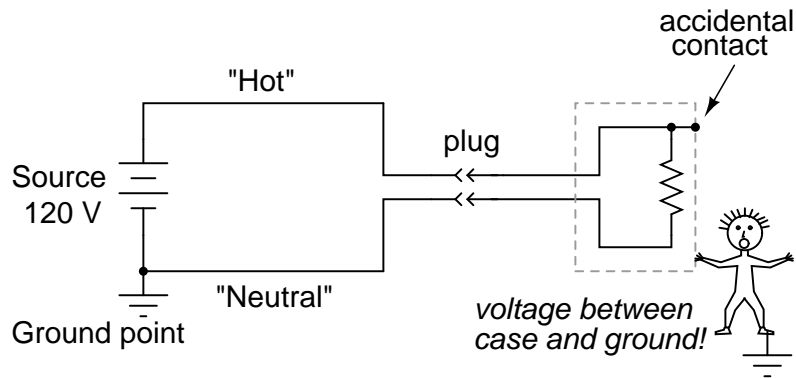 accidental
contact
"Hot"
plug
Source
120 V
"Neutral"
Ground point
voltage between
case and ground!